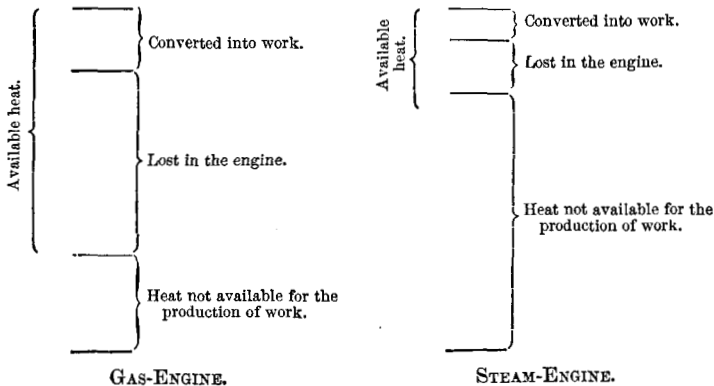 Available heat.
Converted into work.
Lost in the engine.
Heat not available for the
production of work.
GAS-ENGINE.
Available
heat.
Converted into work.
Lost in the engine.
Heat not available for the
production of work.
STEAM-ENGINE.